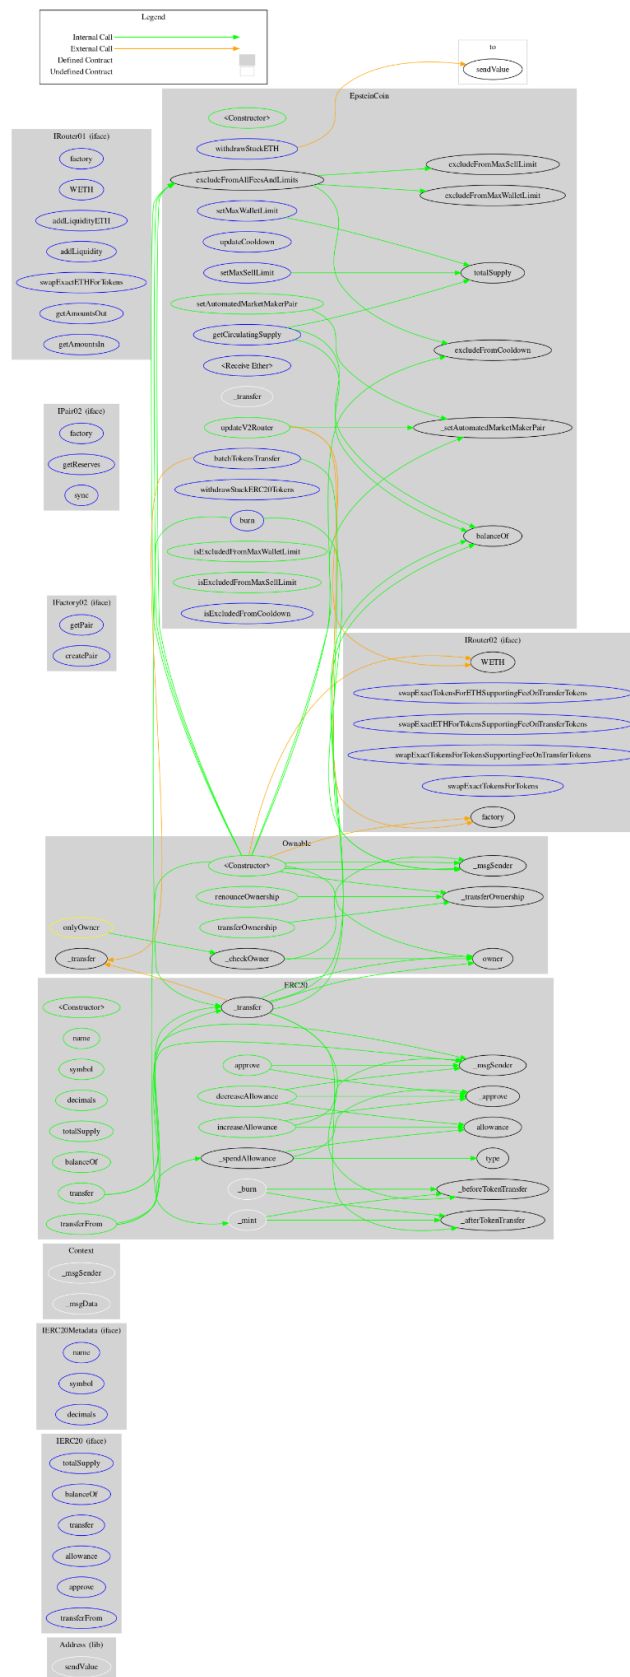 Legend
Internal Call
External Call
Defined Contract
Undefined Contract
to
sendValue
EpsteinCoin
<Constructor>
withdrawStuckETH
excludeFromAllFeesAndLimits
setMaxWalletLimit
updateCooldown
setMaxSellLimit
setAutomatedMarketMakerPair
getCirculatingSupply
<Receive Ether>
_transfer
updateV2Router
batchTokensTransfer
withdrawStuckERC20Tokens
burn
isExcludedFromMaxWalletLimit
isExcludedFromMaxSellLimit
isExcludedFromCooldown
excludeFromMaxSellLimit
excludeFromMaxWalletLimit
totalSupply
excludeFromCooldown
_setAutomatedMarketMakerPair
balanceOf
IRouter01 (iface)
factory
WETH
addLiquidityETH
addLiquidity
swapExactETHForTokens
getAmountsOut
getAmountsIn
IPair02 (iface)
factory
getReserves
sync
IFactory02 (iface)
getPair
createPair
IRouter02 (iface)
WETH
swapExactTokensForETHSupportingFeeOnTransferTokens
swapExactETHForTokensSupportingFeeOnTransferTokens
swapExactTokensForTokensSupportingFeeOnTransferTokens
swapExactTokensForTokens
factory
Ownable
<Constructor>
renounceOwnership
transferOwnership
onlyOwner
_transfer
_checkOwner
_msgSender
_transferOwnership
owner
ERC20
<Constructor>
name
symbol
decimals
totalSupply
balanceOf
transfer
transferFrom
_transfer
approve
decreaseAllowance
increaseAllowance
_spendAllowance
_burn
_mint
_msgSender
_approve
allowance
type
_beforeTokenTransfer
_afterTokenTransfer
Context
_msgSender
_msgData
IERC20Metadata (iface)
name
symbol
decimals
IERC20 (iface)
totalSupply
balanceOf
transfer
allowance
approve
transferFrom
Address (lib)
sendValue